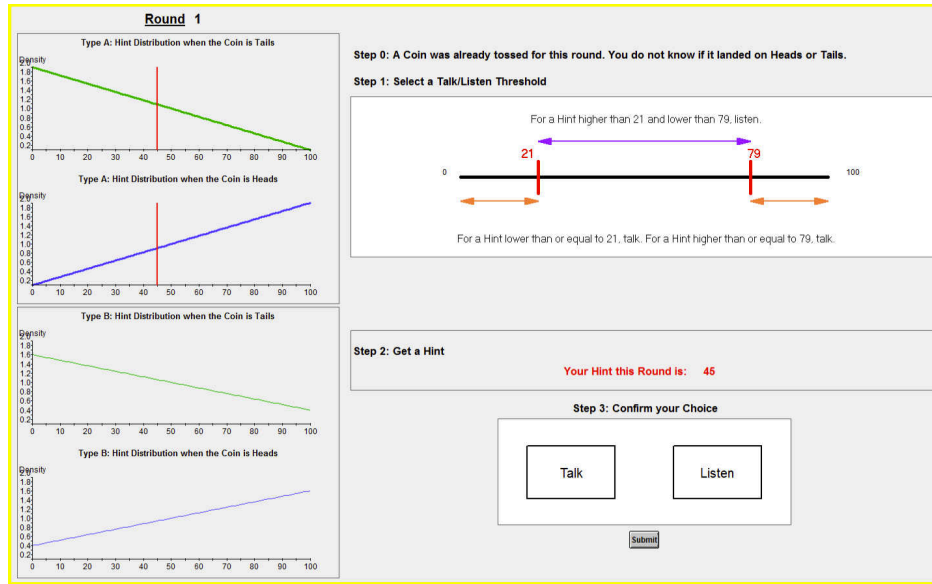 Round 1
Type A: Hint Distribution when the Coin is Tails
Density
2.0
1.8
1.6
1.4
1.2
1.0
0.8
0.6
0.4
0.2
0 10 20 30 40 50 60 70 80 90 100
Type A: Hint Distribution when the Coin is Heads
Density
2.0
1.8
1.6
1.4
1.2
1.0
0.8
0.6
0.4
0.2
0 10 20 30 40 50 60 70 80 90 100
Type B: Hint Distribution when the Coin is Tails
Density
2.0
1.8
1.6
1.4
1.2
1.0
0.8
0.6
0.4
0.2
0 10 20 30 40 50 60 70 80 90 100
Type B: Hint Distribution when the Coin is Heads
Density
2.0
1.8
1.6
1.4
1.2
1.0
0.8
0.6
0.4
0.2
0 10 20 30 40 50 60 70 80 90 100
Step 0: A Coin was already tossed for this round. You do not know if it landed on Heads or Tails.
Step 1: Select a Talk/Listen Threshold
For a Hint higher than 21 and lower than 79, listen.
21 79
0 100
For a Hint lower than or equal to 21, talk. For a Hint higher than or equal to 79, talk.
Step 2: Get a Hint
Your Hint this Round is: 45
Step 3: Confirm your Choice
Talk Listen
Submit